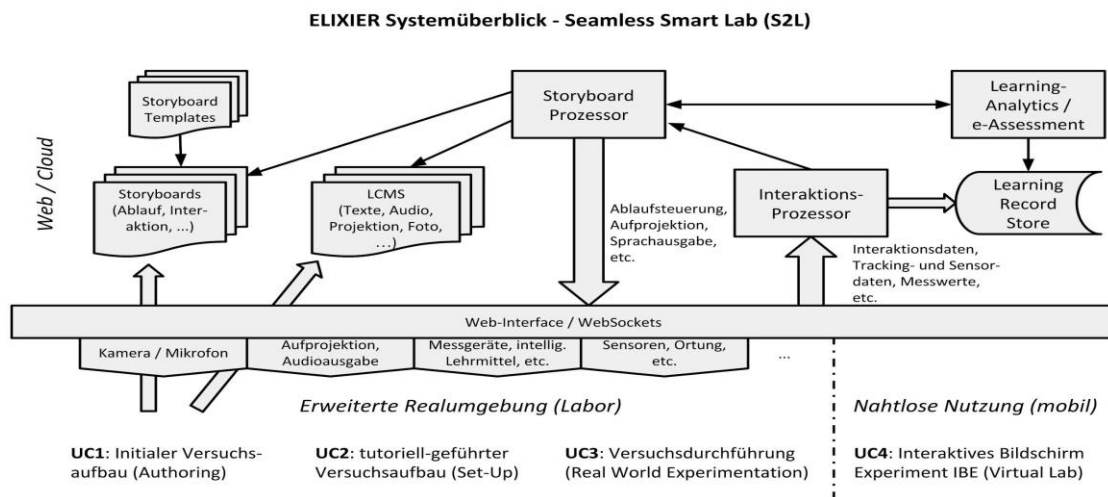 ELIXIER Systemüberblick - Seamless Smart Lab (S2L)
Web / Cloud
Storyboard
Templates
Storyboards
(Ablauf, Inter-
aktion, ...)
LCMS
(Texte, Audio,
Projektion, Foto,
...)
Storyboard
Prozessor
Learning-
Analytics /
e-Assessment
Interaktions-
Prozessor
Learning
Record
Store
Ablaufsteuerung,
Aufprojektion,
Sprachausgabe,
etc.
Interaktionsdaten,
Tracking- und Sensor-
daten, Messwerte,
etc.
Web-Interface / WebSockets
Kamera / Mikrofon
Aufprojektion,
Audioausgabe
Messgeräte, intellig.
Lehrmittel, etc.
Sensoren, Ortung,
etc.
...
Erweiterte Realumgebung (Labor)
Nahtlose Nutzung (mobil)
UC1: Initialer Versuchs-
aufbau (Authoring)
UC2: tutoriell-geführter
Versuchsaufbau (Set-Up)
UC3: Versuchsdurchführung
(Real World Experimentation)
UC4: Interaktives Bildschirm
Experiment IBE (Virtual Lab)